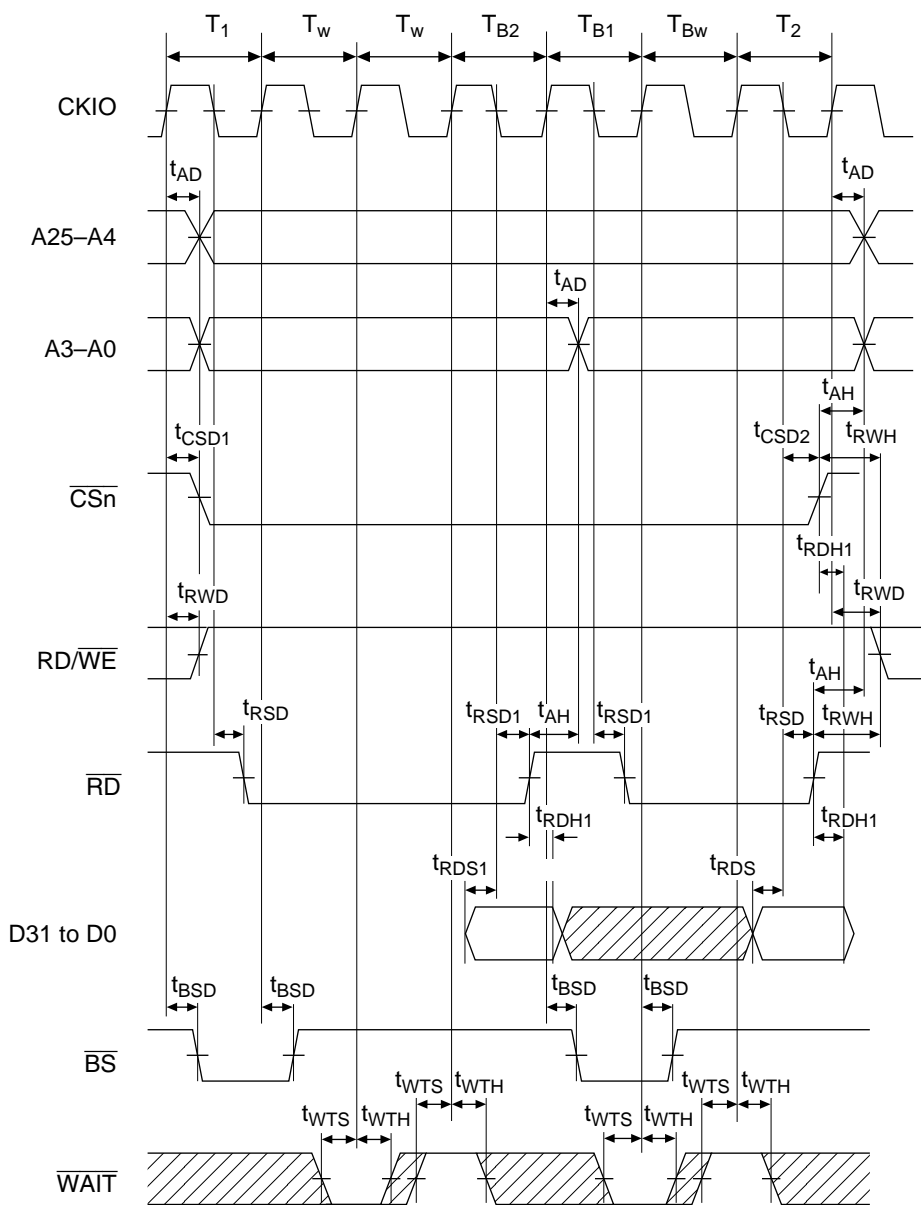 T1 Tw Tw TB2 TB1 TBw T2
CKIO
tAD tAD
A25–A4
tAD
A3–A0
tAH
tCSD1 tCSD2 tRWH
CSn
tRDH1
tRWD tRWD
RD/WE
tAH
tRSD tRSD1 tAH tRSD1 tRSD tRWH
RD
tRDH1 tRDH1
tRDS1 tRDS
D31 to D0
tBSD tBSD tBSD tBSD
BS
tWTS tWTH tWTS tWTH
tWTS tWTH tWTS tWTH
WAIT